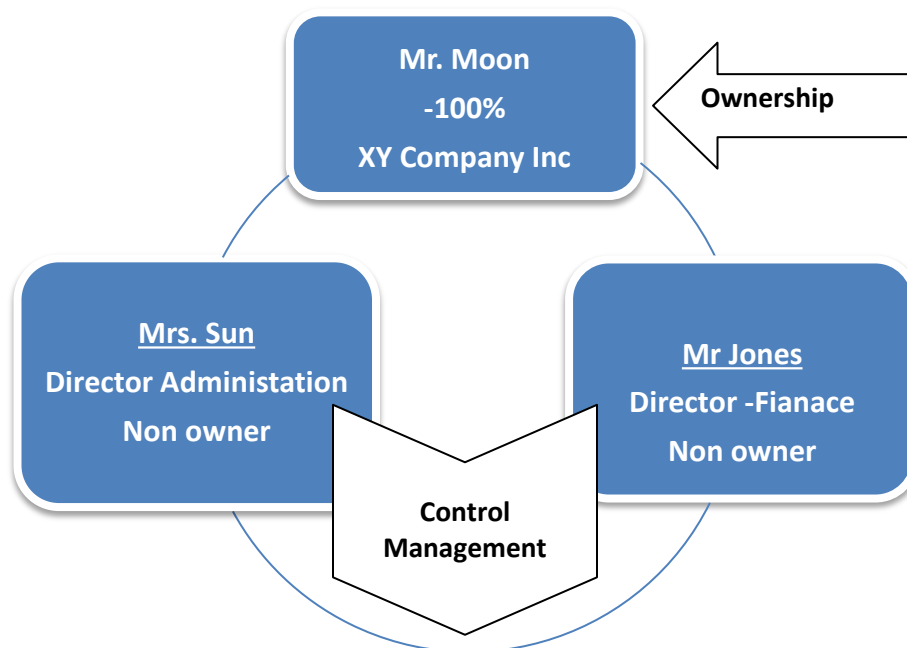 Mr. Moon
-100%
XY Company Inc
Ownership
Mrs. Sun
Director Administation
Non owner
Mr Jones
Director -Fianace
Non owner
Control
Management